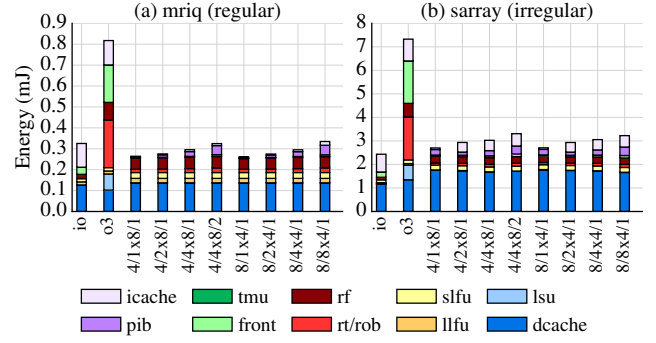 (a) mriq (regular)
(b) sarray (irregular)
Energy (mJ)
0.9
0.8
0.7
0.6
0.5
0.4
0.3
0.2
0.1
0.0
8
7
6
5
4
3
2
1
0
io
o3
4/1x8/1
4/2x8/1
4/4x8/1
4/4x8/2
8/1x4/1
8/2x4/1
8/4x4/1
8/8x4/1
io
o3
4/1x8/1
4/2x8/1
4/4x8/1
4/4x8/2
8/1x4/1
8/2x4/1
8/4x4/1
8/8x4/1
icache tmu rf slfu lsu
pib front rt/rob llfu dcache